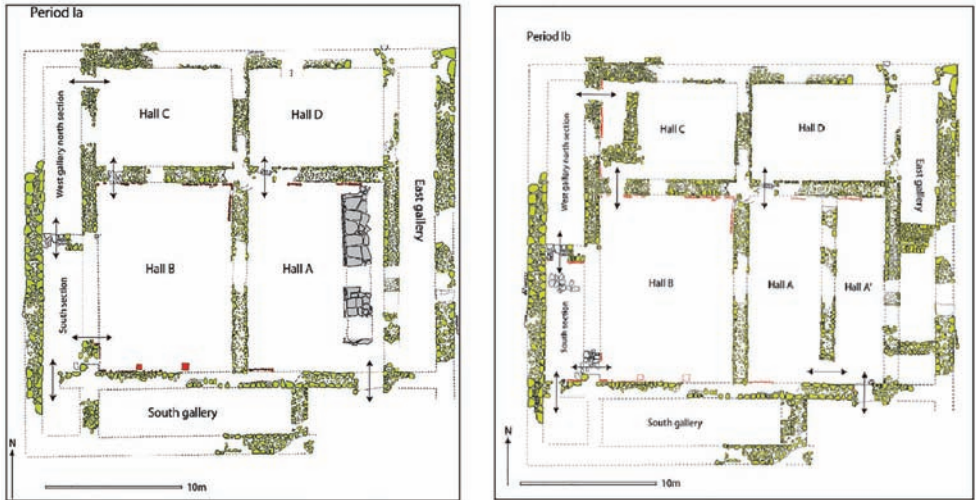 Period Ia
Hall C
Hall D
West gallery north section
East gallery
Hall B
Hall A
South section
South gallery
N
10m
Period Ib
Hall C
Hall D
West gallery north section
East gallery
Hall B
Hall A
Hall A'
South section
South gallery
N
10m